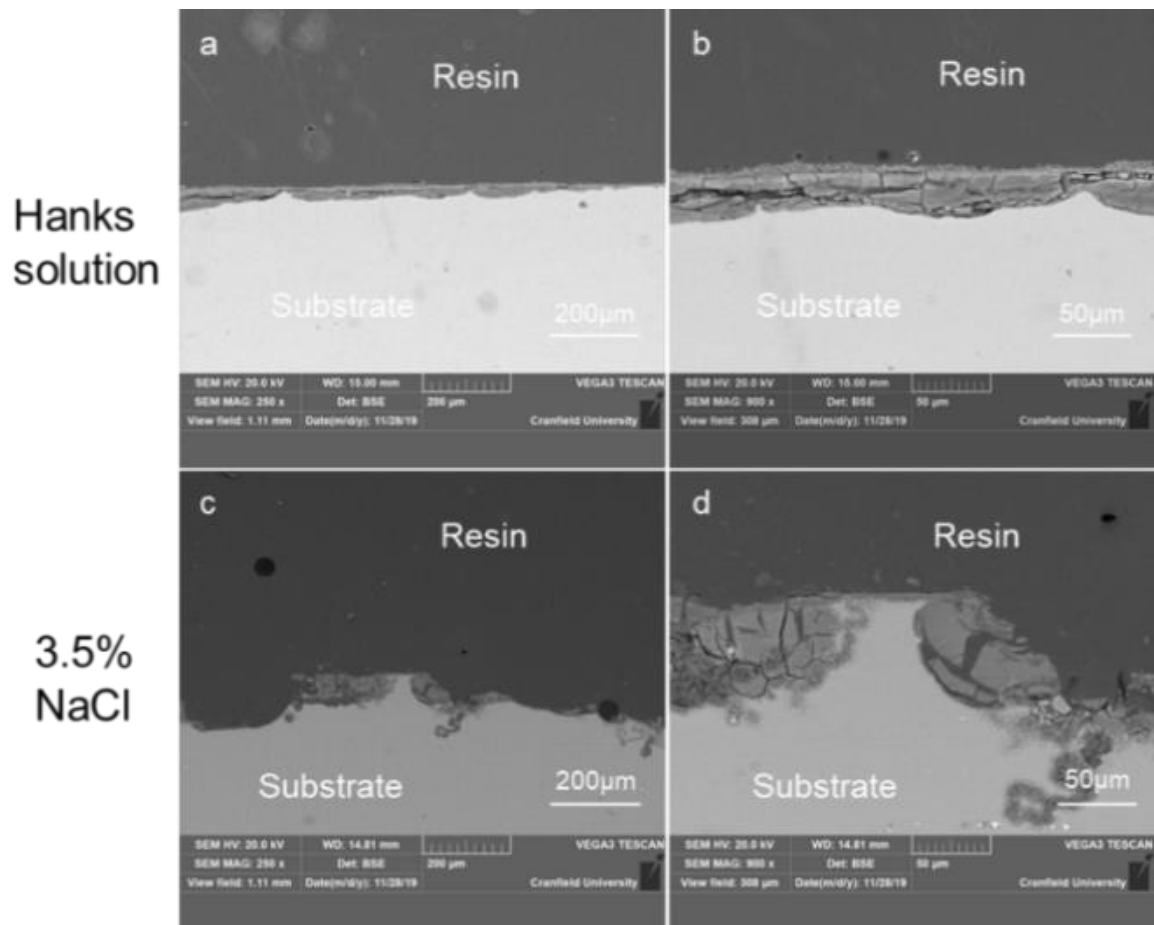 Hanks
solution
a
Resin
Substrate
200μm
SEM HV: 20.0 kV WD: 15.00 mm VEGA3 TESCAN
SEM MAG: 250 x Det: BSE 200 μm
View field: 1.11 mm Date(m/d/y): 11/28/19 Cranfield University
b
Resin
Substrate
50μm
SEM HV: 20.0 kV WD: 15.00 mm VEGA3 TESCAN
SEM MAG: 900 x Det: BSE 50 μm
View field: 308 μm Date(m/d/y): 11/28/19 Cranfield University
3.5%
NaCl
c
Resin
Substrate
200μm
SEM HV: 20.0 kV WD: 14.81 mm VEGA3 TESCAN
SEM MAG: 250 x Det: BSE 200 μm
View field: 1.11 mm Date(m/d/y): 11/28/19 Cranfield University
d
Resin
Substrate
50μm
SEM HV: 20.0 kV WD: 14.81 mm VEGA3 TESCAN
SEM MAG: 900 x Det: BSE 50 μm
View field: 308 μm Date(m/d/y): 11/28/19 Cranfield University